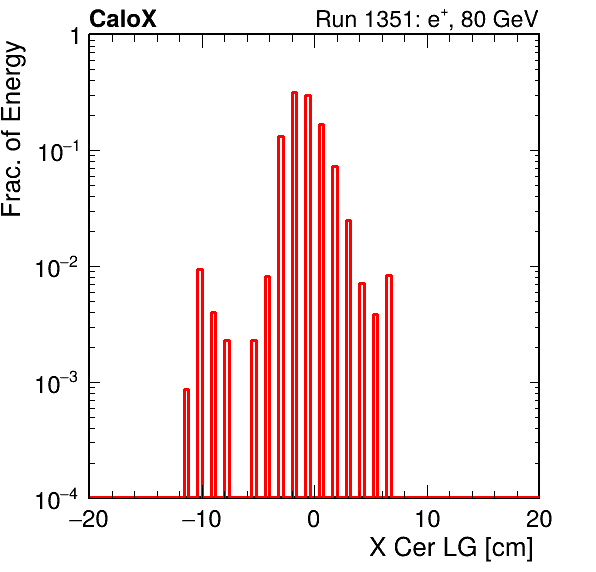 CaloX Run 1351: e⁺, 80 GeV
Frac. of Energy
1
10⁻¹
10⁻²
10⁻³
10⁻⁴
−20 −10 0 10 20
X Cer LG [cm]